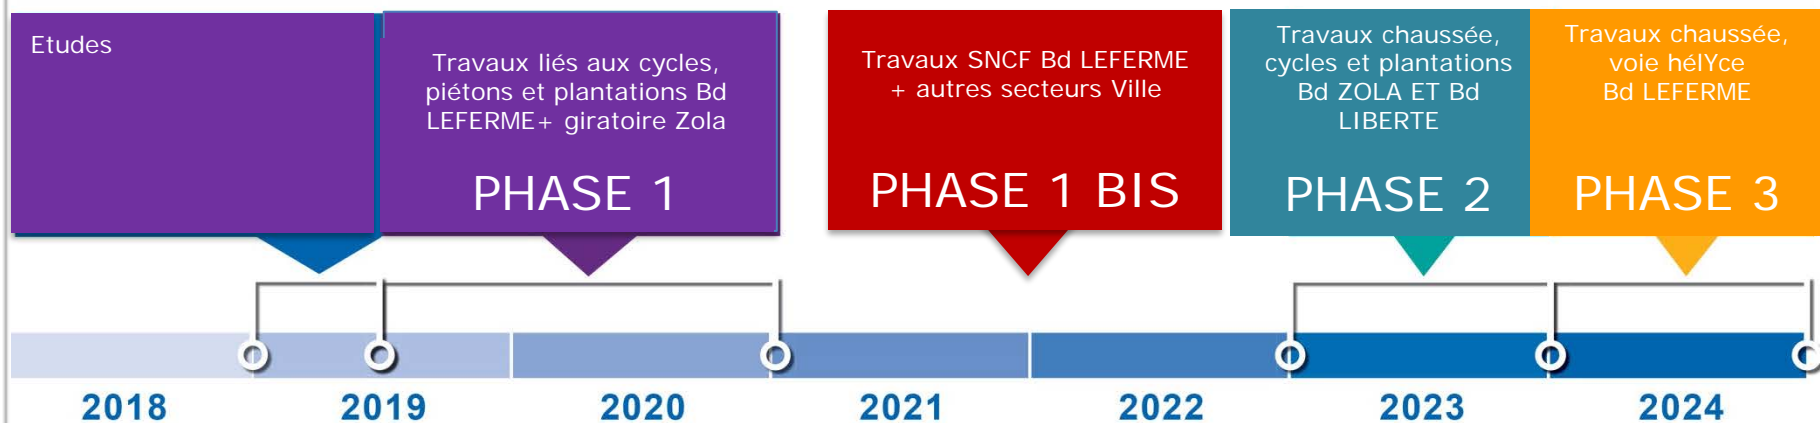 Etudes
Travaux liés aux cycles,
piétons et plantations Bd
LEFERME+ giratoire Zola
PHASE 1
Travaux SNCF Bd LEFERME
+ autres secteurs Ville
PHASE 1 BIS
Travaux chaussée,
cycles et plantations
Bd ZOLA ET Bd
LIBERTE
PHASE 2
Travaux chaussée,
voie hélYce
Bd LEFERME
PHASE 3
2018
2019
2020
2021
2022
2023
2024